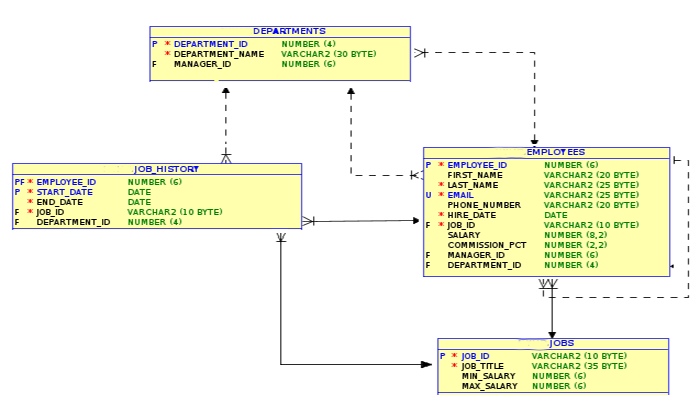 DEPARTMENTS
P * DEPARTMENT_ID NUMBER (4)
* DEPARTMENT_NAME VARCHAR2 (30 BYTE)
F MANAGER_ID NUMBER (6)
EMPLOYEES
P * EMPLOYEE_ID NUMBER (6)
FIRST_NAME VARCHAR2 (20 BYTE)
* LAST_NAME VARCHAR2 (25 BYTE)
U * EMAIL VARCHAR2 (25 BYTE)
PHONE_NUMBER VARCHAR2 (20 BYTE)
* HIRE_DATE DATE
F * JOB_ID VARCHAR2 (10 BYTE)
SALARY NUMBER (8,2)
COMMISSION_PCT NUMBER (2,2)
F MANAGER_ID NUMBER (6)
F DEPARTMENT_ID NUMBER (4)
JOB_HISTORY
PF * EMPLOYEE_ID NUMBER (6)
P * START_DATE DATE
* END_DATE DATE
F * JOB_ID VARCHAR2 (10 BYTE)
F DEPARTMENT_ID NUMBER (4)
JOBS
P * JOB_ID VARCHAR2 (10 BYTE)
* JOB_TITLE VARCHAR2 (35 BYTE)
MIN_SALARY NUMBER (6)
MAX_SALARY NUMBER (6)